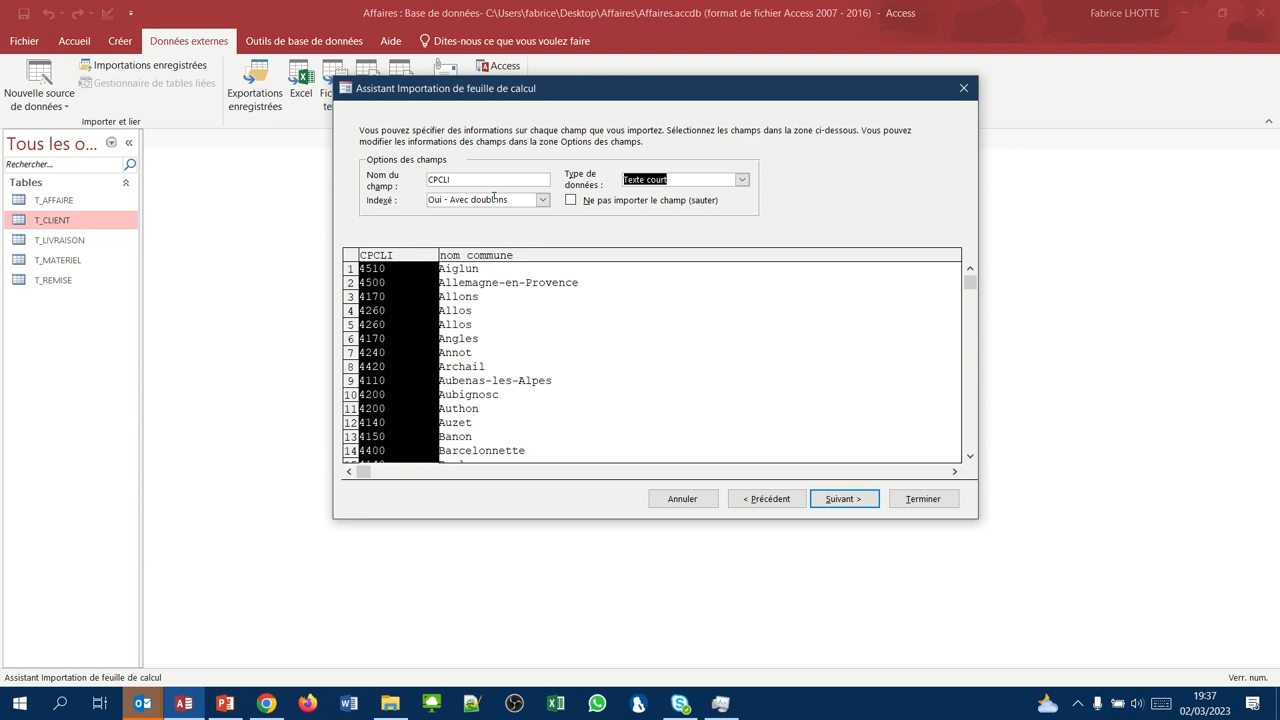 Affaires : Base de données- C:\Users\fabrice\Desktop\Affaires\Affaires.accdb (format de fichier Access 2007 - 2016) - Access
Fabrice LHOTTE
Fichier Accueil Créer Données externes Outils de base de données Aide Dites-nous ce que vous voulez faire
Nouvelle source
de données
Importations enregistrées
Gestionnaire de tables liées
Importer et lier
Exportations
enregistrées
Excel
Access
Assistant Importation de feuille de calcul
Vous pouvez spécifier des informations sur chaque champ que vous importez. Sélectionnez les champs dans la zone ci-dessous. Vous pouvez
modifier les informations des champs dans la zone Options des champs.
Options des champs
Nom du
champ :
CPCLI
Type de
données :
Texte court
Indexé :
Oui - Avec doublons
Ne pas importer le champ (sauter)
CPCLI nom commune
1 4510 Aiglun
2 4500 Allemagne-en-Provence
3 4170 Allons
4 4260 Allos
5 4260 Allos
6 4170 Angles
7 4240 Annot
8 4420 Archail
9 4110 Aubenas-les-Alpes
10 4200 Aubignosc
11 4200 Authon
12 4140 Auzet
13 4150 Banon
14 4400 Barcelonnette
Annuler < Précédent Suivant > Terminer
Tous les o...
Rechercher...
Tables
T_AFFAIRE
T_CLIENT
T_LIVRAISON
T_MATERIEL
T_REMISE
Assistant Importation de feuille de calcul
Verr. num.
19:37
02/03/2023